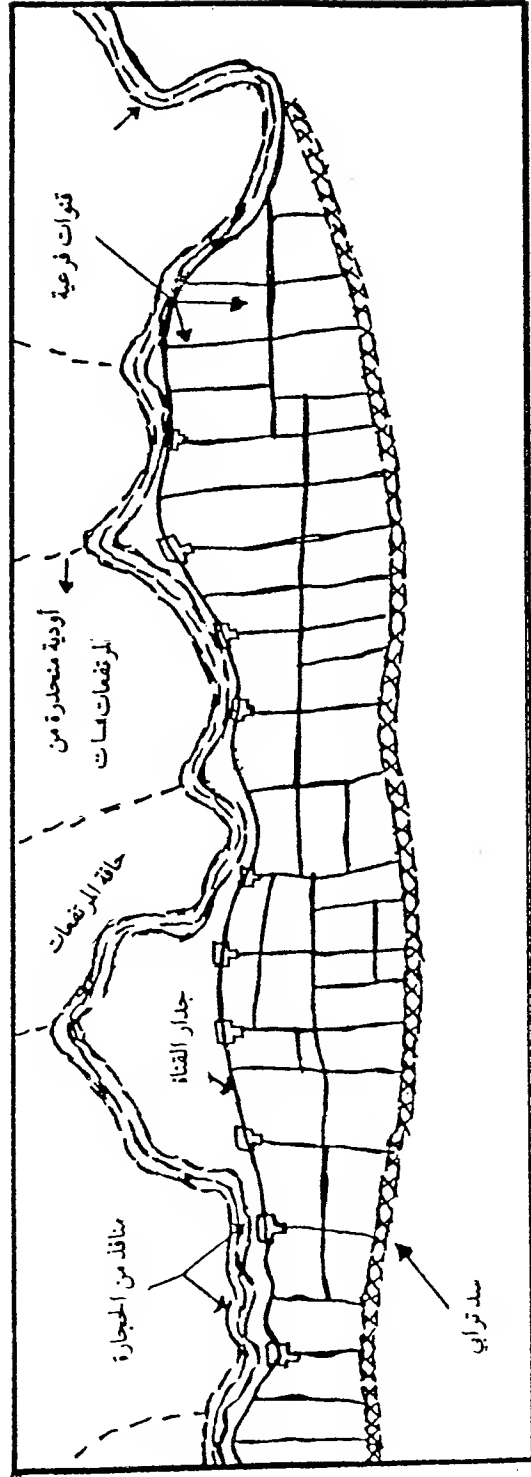 قنوات فرعية
أودية منحدرة من
المرتفعات
حافة المرتفعات
جدار القناة
منافذ من الحجارة
سد ترابي